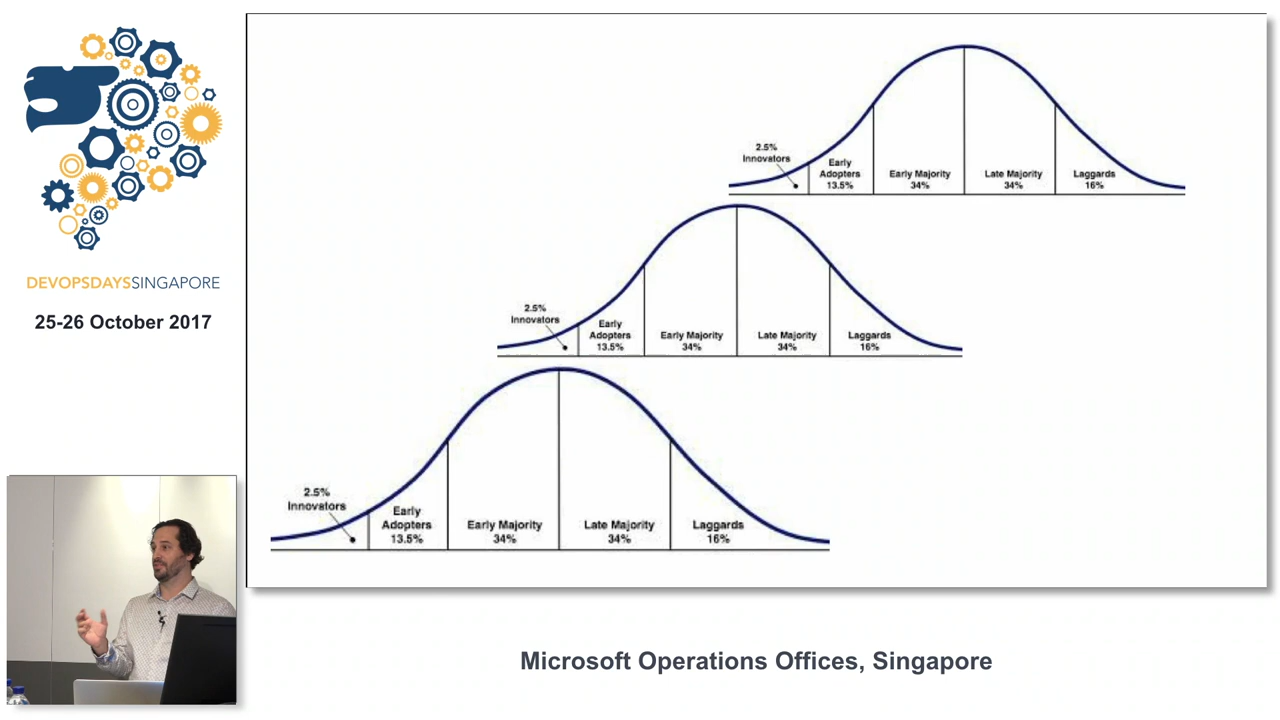 DEVOPSDAYSSINGAPORE
25-26 October 2017
2.5%
Innovators
Early
Adopters
13.5%
Early Majority
34%
Late Majority
34%
Laggards
16%
2.5%
Innovators
Early
Adopters
13.5%
Early Majority
34%
Late Majority
34%
Laggards
16%
2.5%
Innovators
Early
Adopters
13.5%
Early Majority
34%
Late Majority
34%
Laggards
16%
Microsoft Operations Offices, Singapore